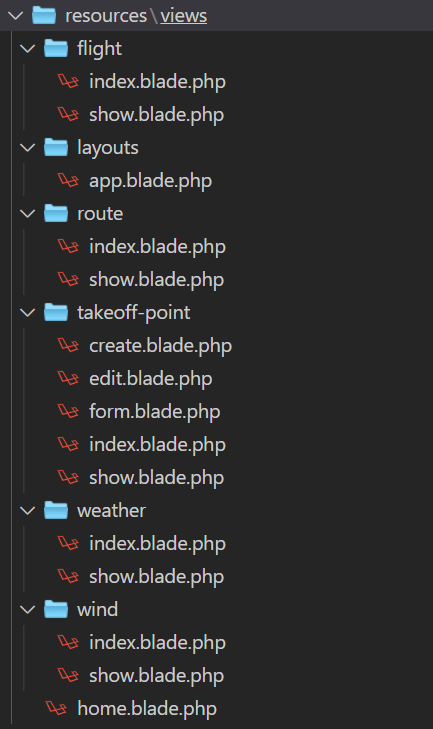 resources\views
flight
index.blade.php
show.blade.php
layouts
app.blade.php
route
index.blade.php
show.blade.php
takeoff-point
create.blade.php
edit.blade.php
form.blade.php
index.blade.php
show.blade.php
weather
index.blade.php
show.blade.php
wind
index.blade.php
show.blade.php
home.blade.php